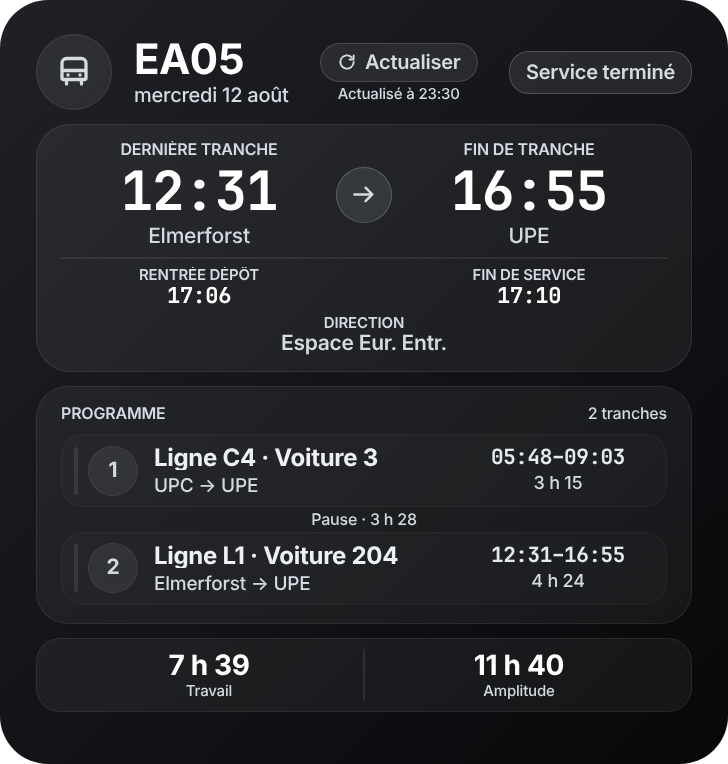 EA05
mercredi 12 août
Actualiser
Actualisé à 23:30
Service terminé
DERNIÈRE TRANCHE
12:31
Elmerforst
FIN DE TRANCHE
16:55
UPE
RENTRÉE DÉPÔT
17:06
FIN DE SERVICE
17:10
DIRECTION
Espace Eur. Entr.
PROGRAMME
2 tranches
1
Ligne C4 · Voiture 3
UPC → UPE
05:48–09:03
3 h 15
Pause · 3 h 28
2
Ligne L1 · Voiture 204
Elmerforst → UPE
12:31–16:55
4 h 24
7 h 39
Travail
11 h 40
Amplitude